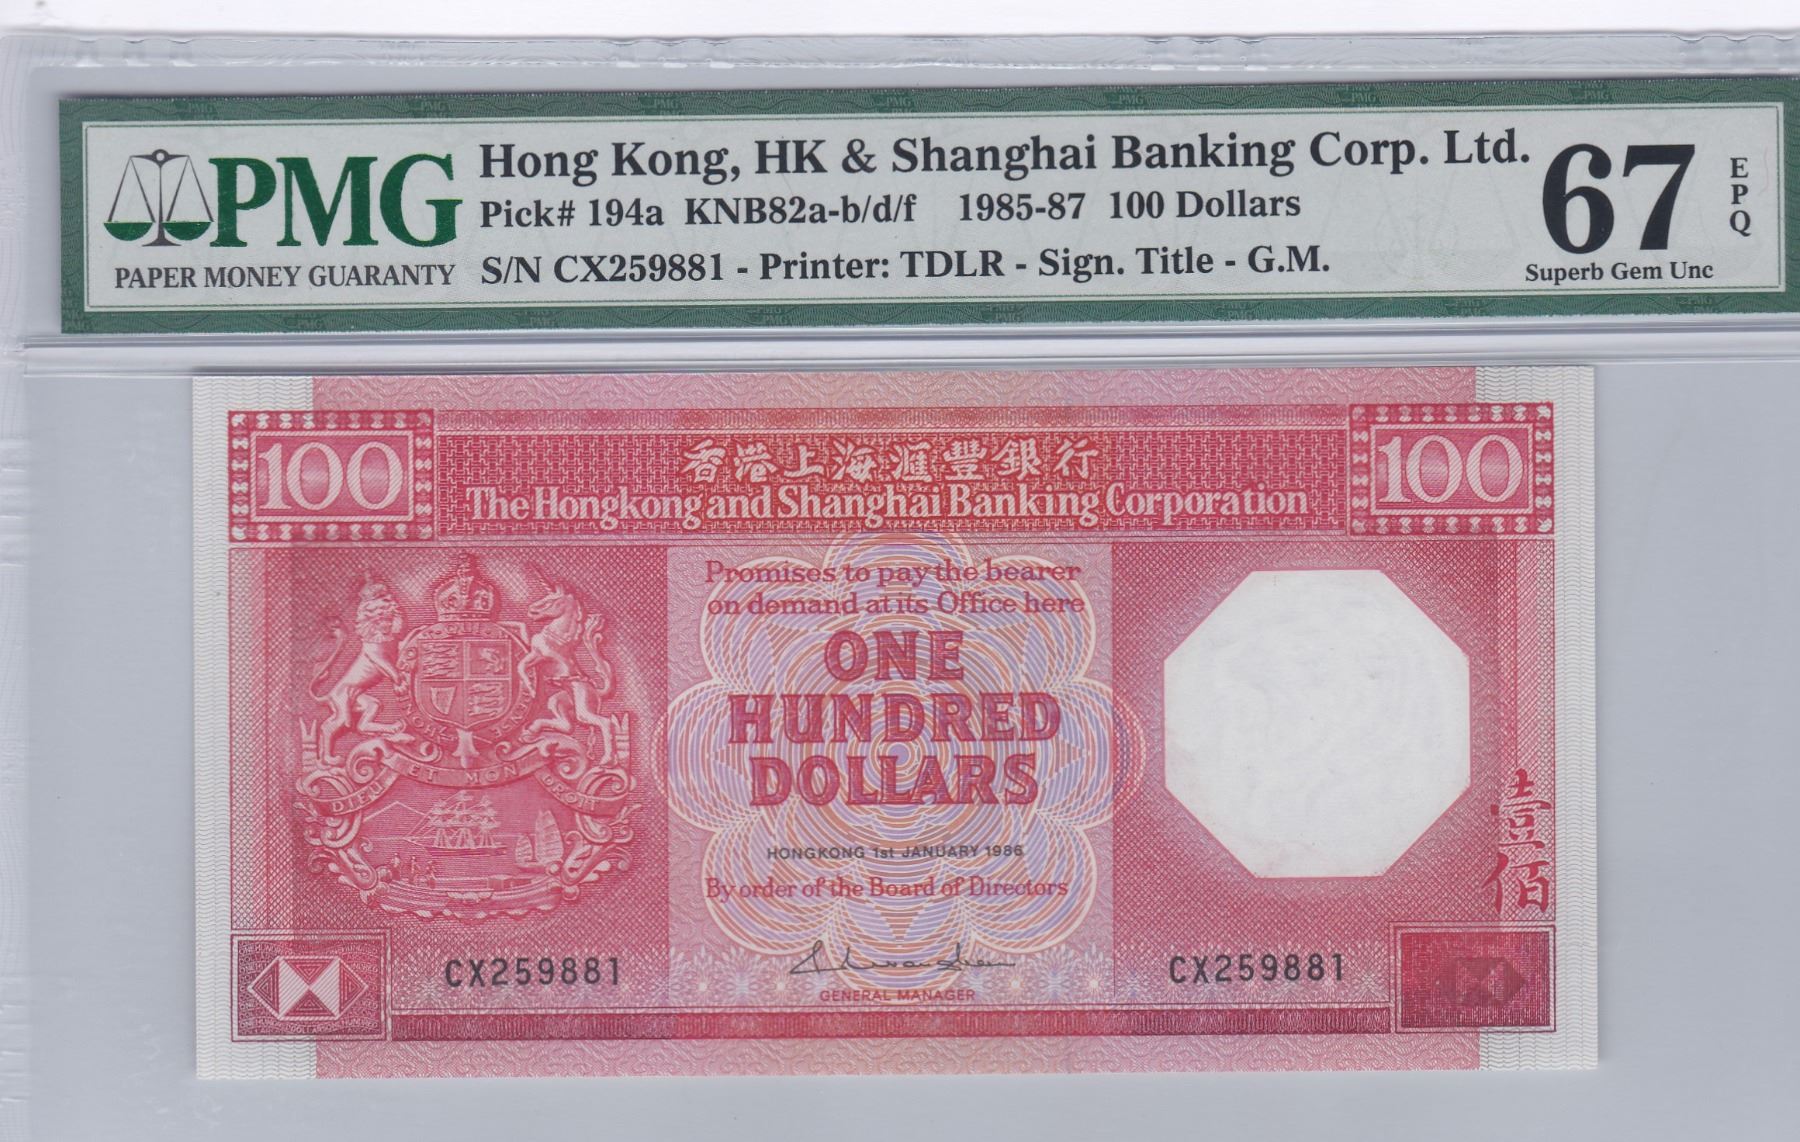 PMG
PAPER MONEY GUARANTY
Hong Kong, HK & Shanghai Banking Corp. Ltd.
Pick# 194a KNB82a-b/d/f 1985-87 100 Dollars
S/N CX259881 - Printer: TDLR - Sign. Title - G.M.
67
EPQ
Superb Gem Unc
100
香港上海滙豐銀行
100
The Hongkong and Shanghai Banking Corporation
Promises to pay the bearer
on demand at its Office here
ONE
HUNDRED
DOLLARS
DIEU ET MON DROIT
HONGKONG 1st JANUARY 1986
By order of the Board of Directors
壹佰
CX259881
CX259881
GENERAL MANAGER